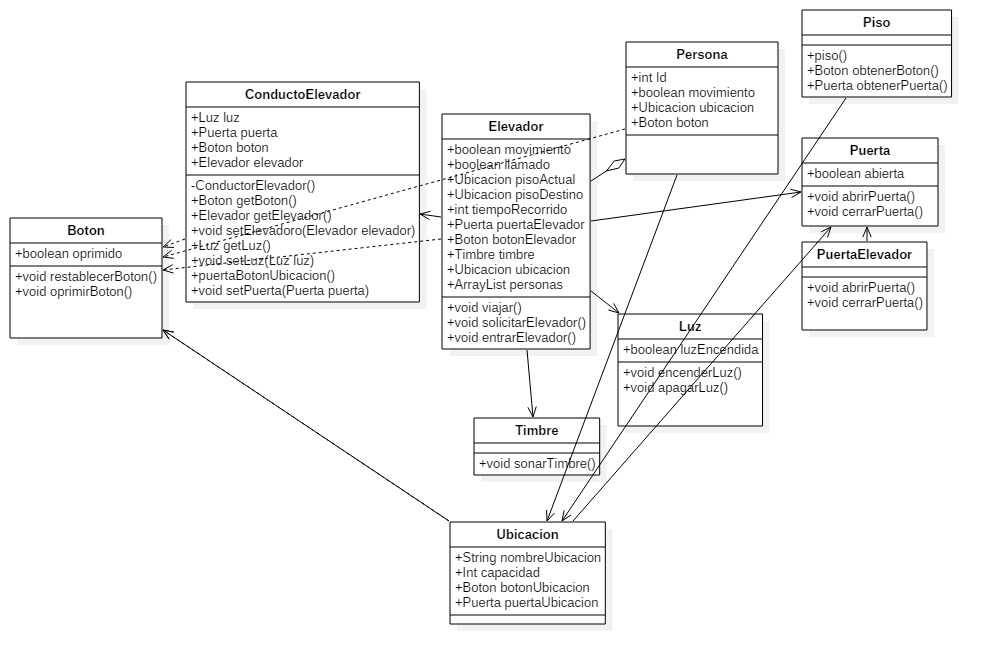 Piso
+piso()
+Boton obtenerBoton()
+Puerta obtenerPuerta()
Persona
+int Id
+boolean movimiento
+Ubicacion ubicacion
+Boton boton
ConductoElevador
+Luz luz
+Puerta puerta
+Boton boton
+Elevador elevador
-ConductorElevador()
+Boton getBoton()
+Elevador getElevador()
+void setElevadoro(Elevador elevador)
+Luz getLuz()
+void setLuz(Luz luz)
+puertaBotonUbicacion()
+void setPuerta(Puerta puerta)
Elevador
+boolean movimiento
+boolean llamado
+Ubicacion pisoActual
+Ubicacion pisoDestino
+int tiempoRecorrido
+Puerta puertaElevador
+Boton botonElevador
+Timbre timbre
+Ubicacion ubicacion
+ArrayList personas
+void viajar()
+void solicitarElevador()
+void entrarElevador()
Puerta
+boolean abierta
+void abrirPuerta()
+void cerrarPuerta()
Boton
+boolean oprimido
+void restablecerBoton()
+void oprimirBoton()
PuertaElevador
+void abrirPuerta()
+void cerrarPuerta()
Luz
+boolean luzEncendida
+void encenderLuz()
+void apagarLuz()
Timbre
+void sonarTimbre()
Ubicacion
+String nombreUbicacion
+Int capacidad
+Boton botonUbicacion
+Puerta puertaUbicacion